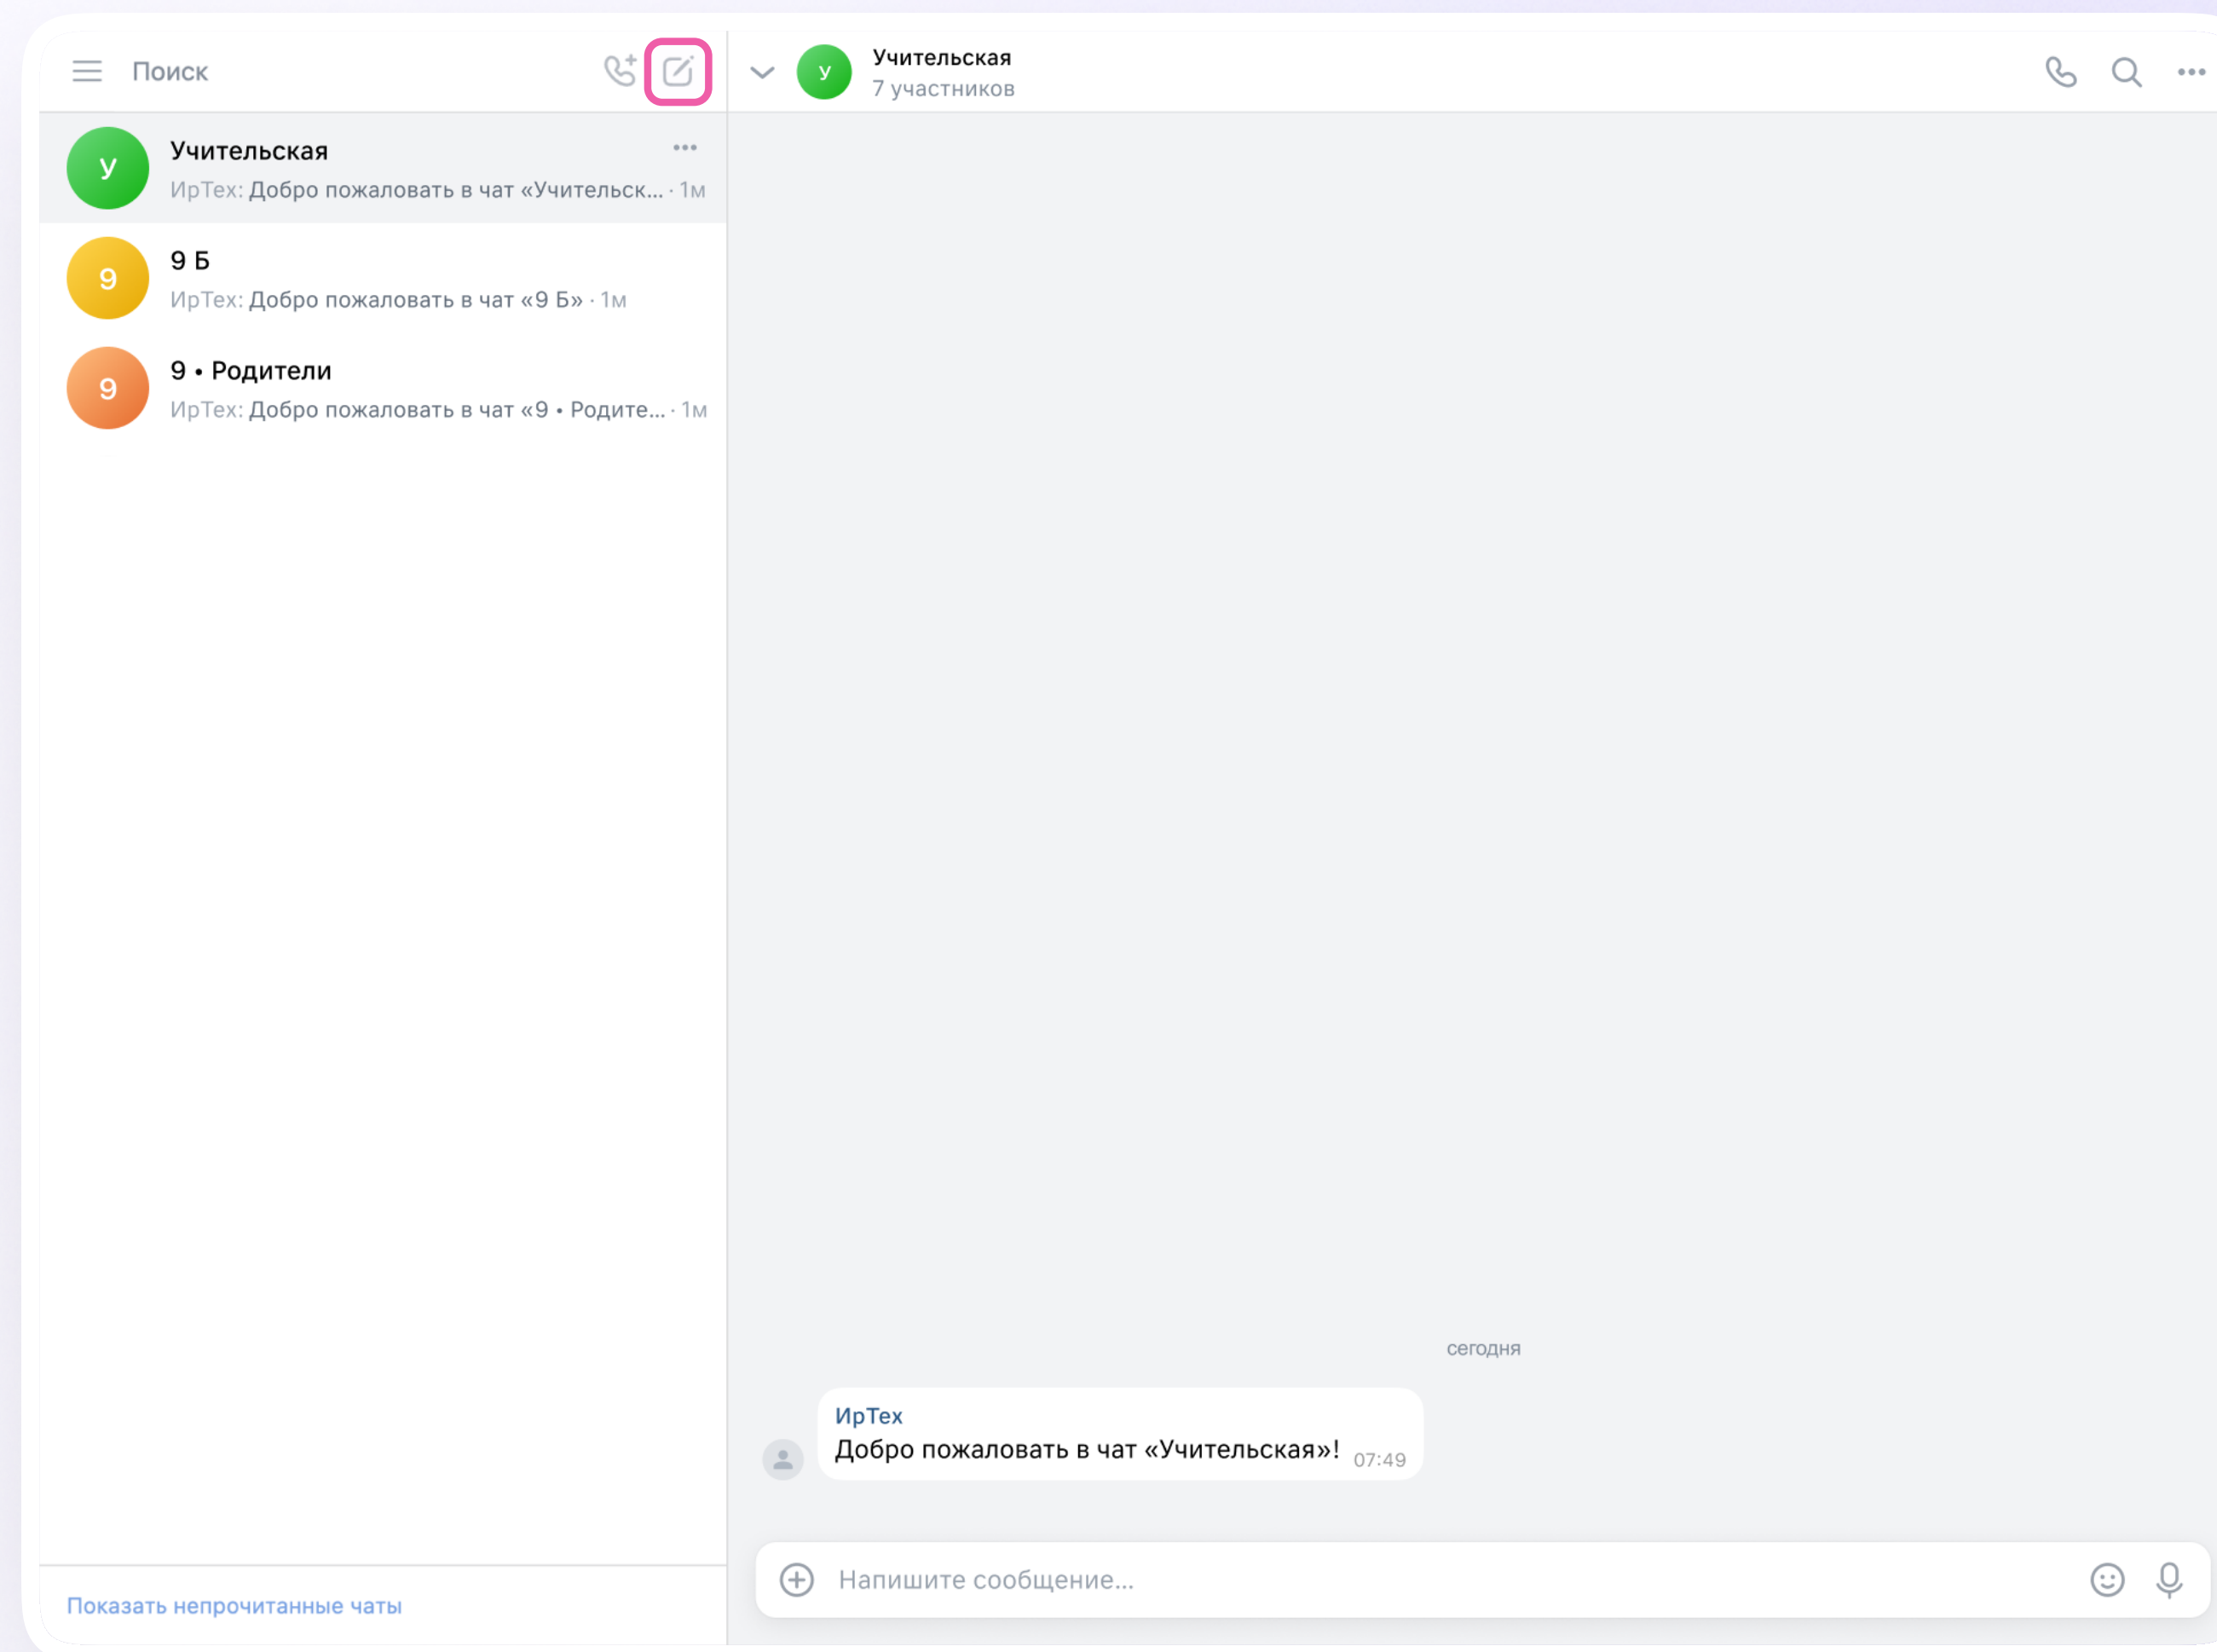 Поиск
У
Учительская
ИрТех: Добро пожаловать в чат «Учительск... · 1м
9
9 Б
ИрТех: Добро пожаловать в чат «9 Б» · 1м
9
9 • Родители
ИрТех: Добро пожаловать в чат «9 • Родите... · 1м
Показать непрочитанные чаты
У
Учительская
7 участников
сегодня
ИрТех
Добро пожаловать в чат «Учительская»! 07:49
Напишите сообщение...